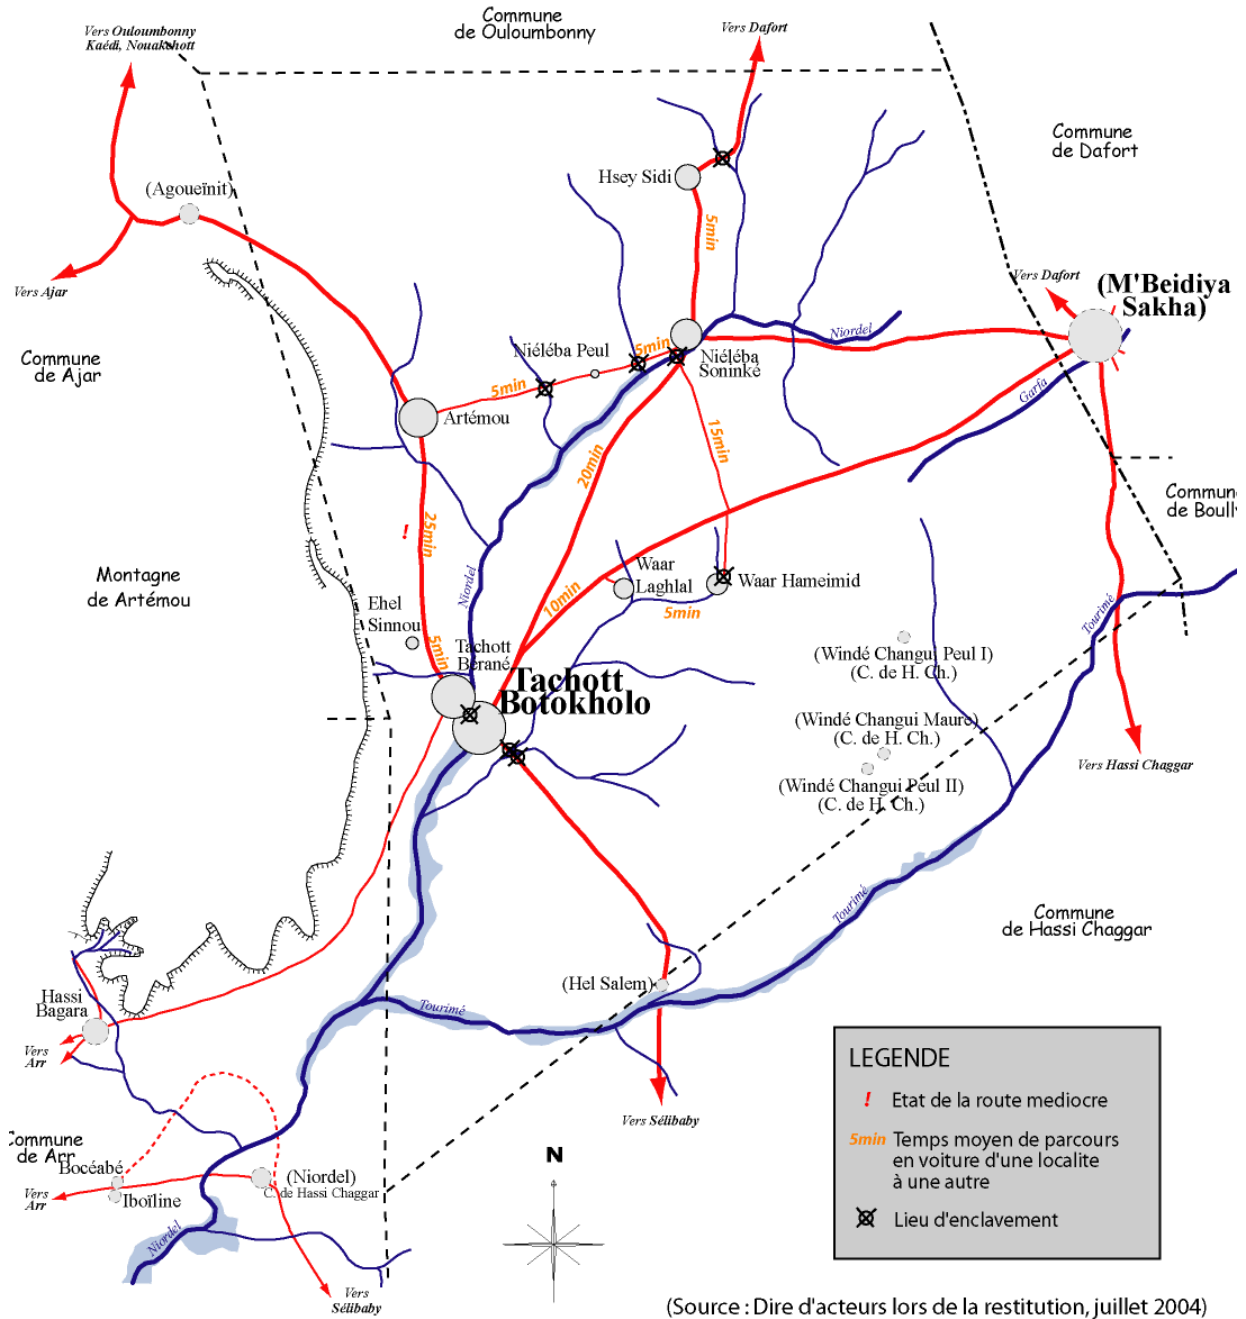 Commune
de Ouloumbonny
Vers Ouloumbonny
Kaédi, Nouakchott
Vers Dafort
Commune
de Dafort
(Agoueïnit)
Hsey Sidi
5min
Vers Ajar
Vers Dafort
(M'Beidiya
Sakha)
Niordel
Commune
de Ajar
Niéléba Peul
5min
Niéléba
Soninké
5min
Garfa
Artémou
15min
20min
Commune
de Boully
!
25min
Montagne
de Artémou
Niordel
Waar
Laghlal
Waar Hameimid
10min
5min
Ehel
Sinnou
Tourimé
5min
Tachott
Bérané
(Windé Changui Peul I)
(C. de H. Ch.)
Tachott
Botokholo
(Windé Changui Maure)
(C. de H. Ch.)
Vers Hassi Chaggar
(Windé Changui Peul II)
(C. de H. Ch.)
Tourimé
Commune
de Hassi Chaggar
(Hel Salem)
Hassi
Bagara
Tourimé
Vers
Arr
Vers Sélibaby
LEGENDE
! Etat de la route mediocre
5min Temps moyen de parcours
en voiture d'une localite
à une autre
Lieu d'enclavement
Commune
de Arr
Bocéabé
(Niordel)
C. de Hassi Chaggar
Vers
Arr
Iboïline
N
Niordel
Vers
Sélibaby
(Source : Dire d'acteurs lors de la restitution, juillet 2004)